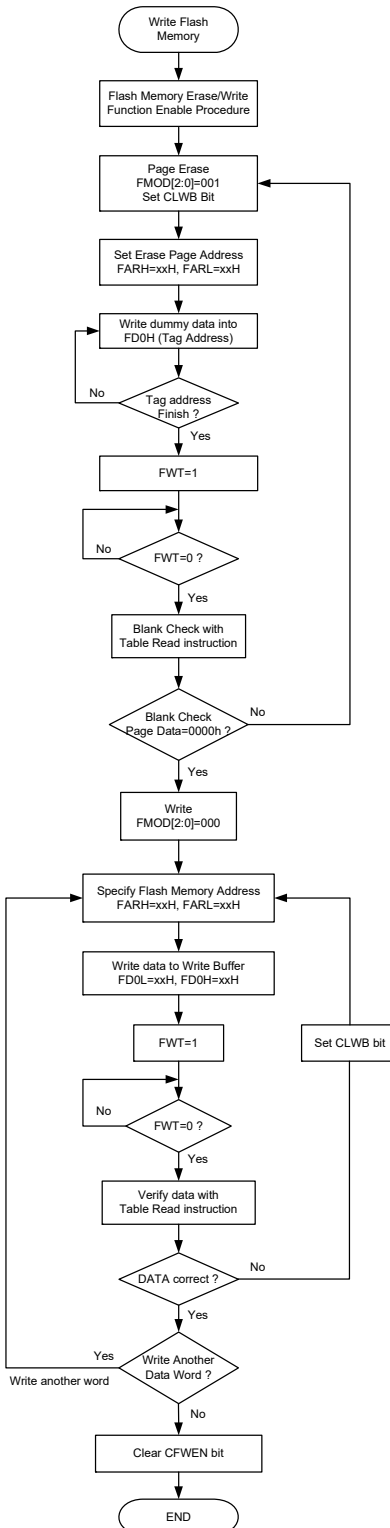 Write Flash
Memory
Flash Memory Erase/Write
Function Enable Procedure
Page Erase
FMOD[2:0]=001
Set CLWB Bit
Set Erase Page Address
FARH=xxH, FARL=xxH
Write dummy data into
FD0H (Tag Address)
No
Tag address
Finish ?
Yes
FWT=1
No
FWT=0 ?
Yes
Blank Check with
Table Read instruction
Blank Check
Page Data=0000h ?
No
Yes
Write
FMOD[2:0]=000
Specify Flash Memory Address
FARH=xxH, FARL=xxH
Write data to Write Buffer
FD0L=xxH, FD0H=xxH
FWT=1
Set CLWB bit
No
FWT=0 ?
Yes
Verify data with
Table Read instruction
DATA correct ?
No
Yes
Yes
Write another word
Write Another
Data Word ?
No
Clear CFWEN bit
END